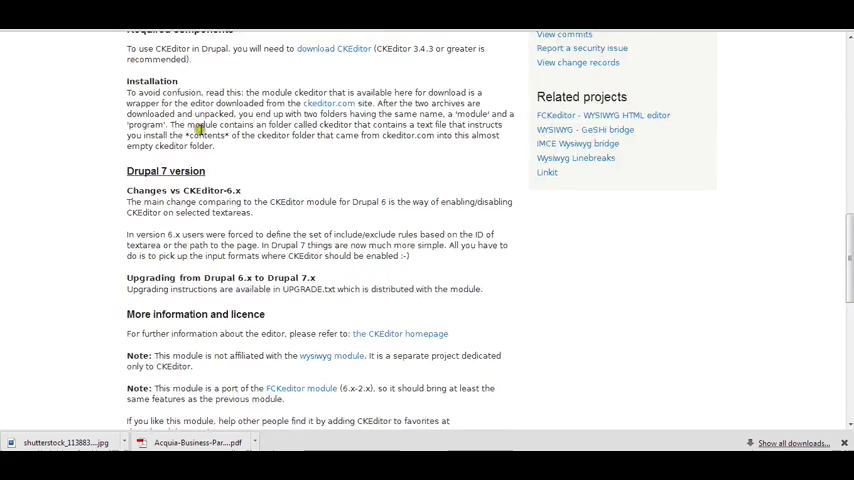 Required components
To use CKEditor in Drupal, you will need to download CKEditor (CKEditor 3.4.3 or greater is
recommended).
Installation
To avoid confusion, read this: the module ckeditor that is available here for download is a
wrapper for the editor downloaded from the ckeditor.com site. After the two archives are
downloaded and unpacked, you end up with two folders having the same name, a 'module' and a
'program'. The module contains an folder called ckeditor that contains a text file that instructs
you install the *contents* of the ckeditor folder that came from ckeditor.com into this almost
empty ckeditor folder.
Drupal 7 version
Changes vs CKEditor-6.x
The main change comparing to the CKEditor module for Drupal 6 is the way of enabling/disabling
CKEditor on selected textareas.
In version 6.x users were forced to define the set of include/exclude rules based on the ID of
textarea or the path to the page. In Drupal 7 things are now much more simple. All you have to
do is to pick up the input formats where CKEditor should be enabled :-)
Upgrading from Drupal 6.x to Drupal 7.x
Upgrading instructions are available in UPGRADE.txt which is distributed with the module.
More information and licence
For further information about the editor, please refer to: the CKEditor homepage
Note: This module is not affiliated with the wysiwyg module. It is a separate project dedicated
only to CKEditor.
Note: This module is a port of the FCKeditor module (6.x-2.x), so it should bring at least the
same features as the previous module.
If you like this module, help other people find it by adding CKEditor to favorites at
View commits
Report a security issue
View change records
Related projects
FCKeditor - WYSIWYG HTML editor
WYSIWYG - GeSHi bridge
IMCE Wysiwyg bridge
Wysiwyg Linebreaks
Linkit
shutterstock_113883....jpg
Acquia-Business-Par....pdf
Show all downloads...